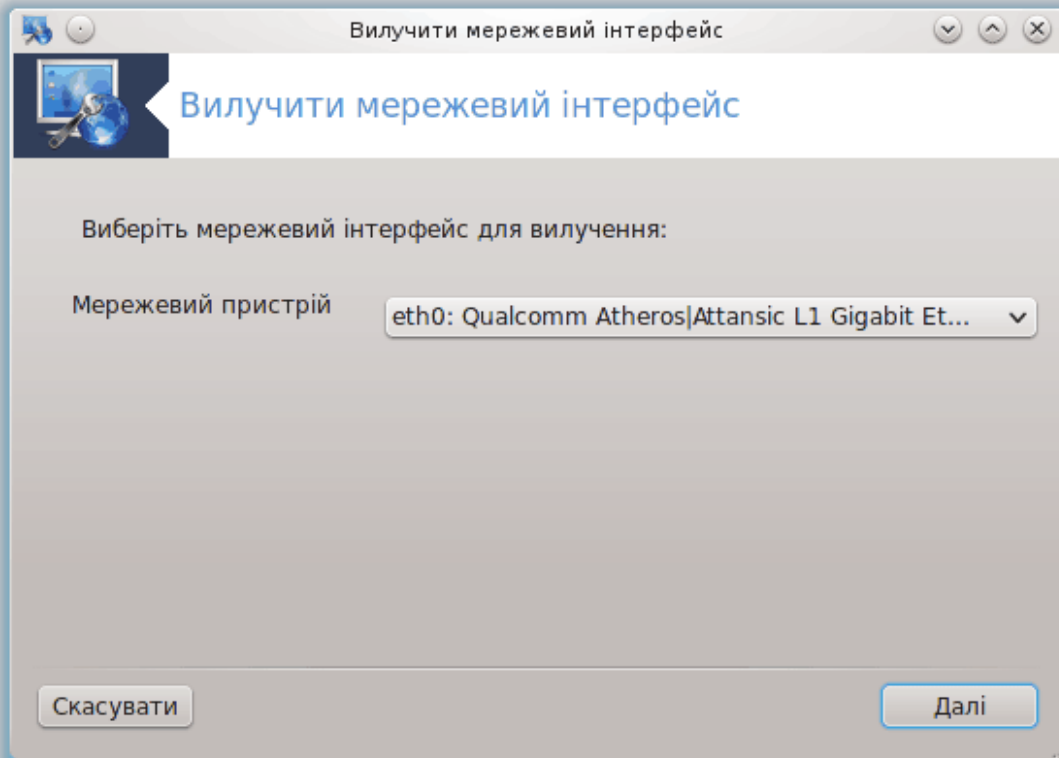 Вилучити мережевий інтерфейс
Вилучити мережевий інтерфейс
Виберіть мережевий інтерфейс для вилучення:
Мережевий пристрій
eth0: Qualcomm Atheros|Attansic L1 Gigabit Et...
Скасувати
Далі